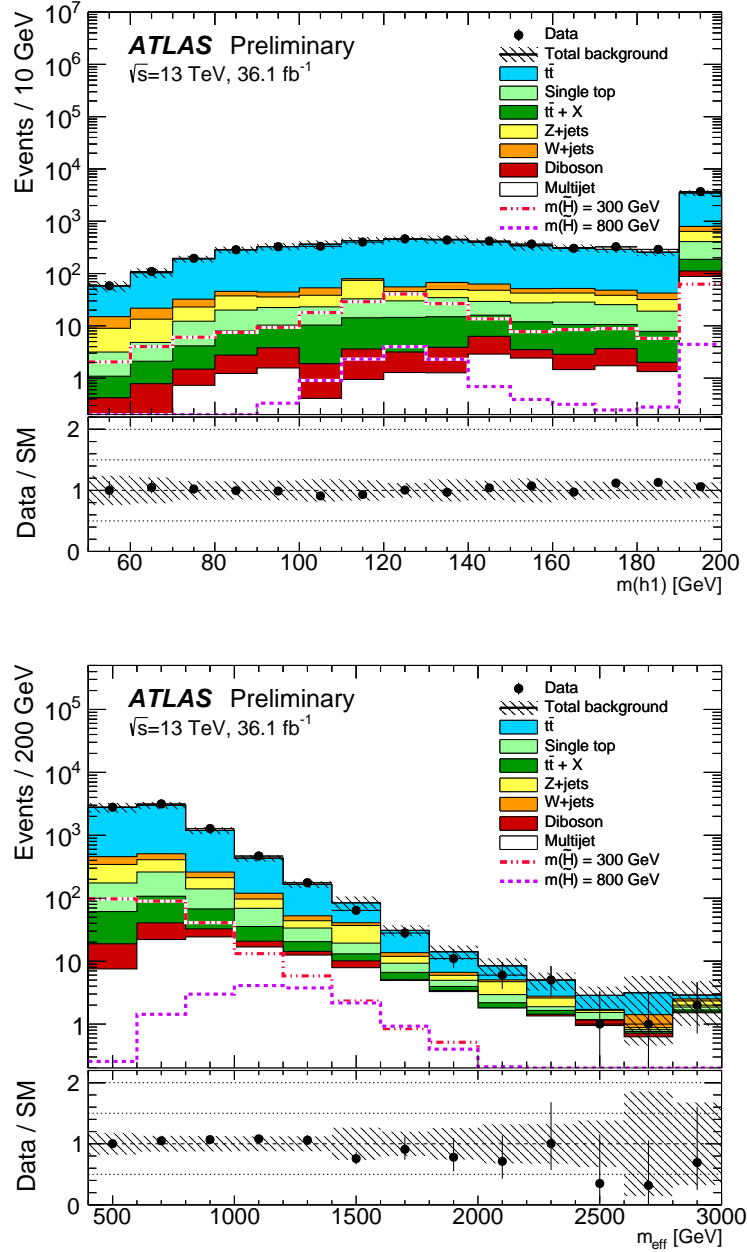 ATLAS Preliminary
√s=13 TeV, 36.1 fb⁻¹
Data
Total background
tt̄
Single top
tt̄ + X
Z+jets
W+jets
Diboson
Multijet
m(H̃) = 300 GeV
m(H̃) = 800 GeV
Events / 10 GeV
10⁷
10⁶
10⁵
10⁴
10³
10²
10
1
Data / SM
2
1
0
60 80 100 120 140 160 180 200
m(h1) [GeV]
ATLAS Preliminary
√s=13 TeV, 36.1 fb⁻¹
Data
Total background
tt̄
Single top
tt̄ + X
Z+jets
W+jets
Diboson
Multijet
m(H̃) = 300 GeV
m(H̃) = 800 GeV
Events / 200 GeV
10⁵
10⁴
10³
10²
10
1
Data / SM
2
1
0
500 1000 1500 2000 2500 3000
m_eff [GeV]